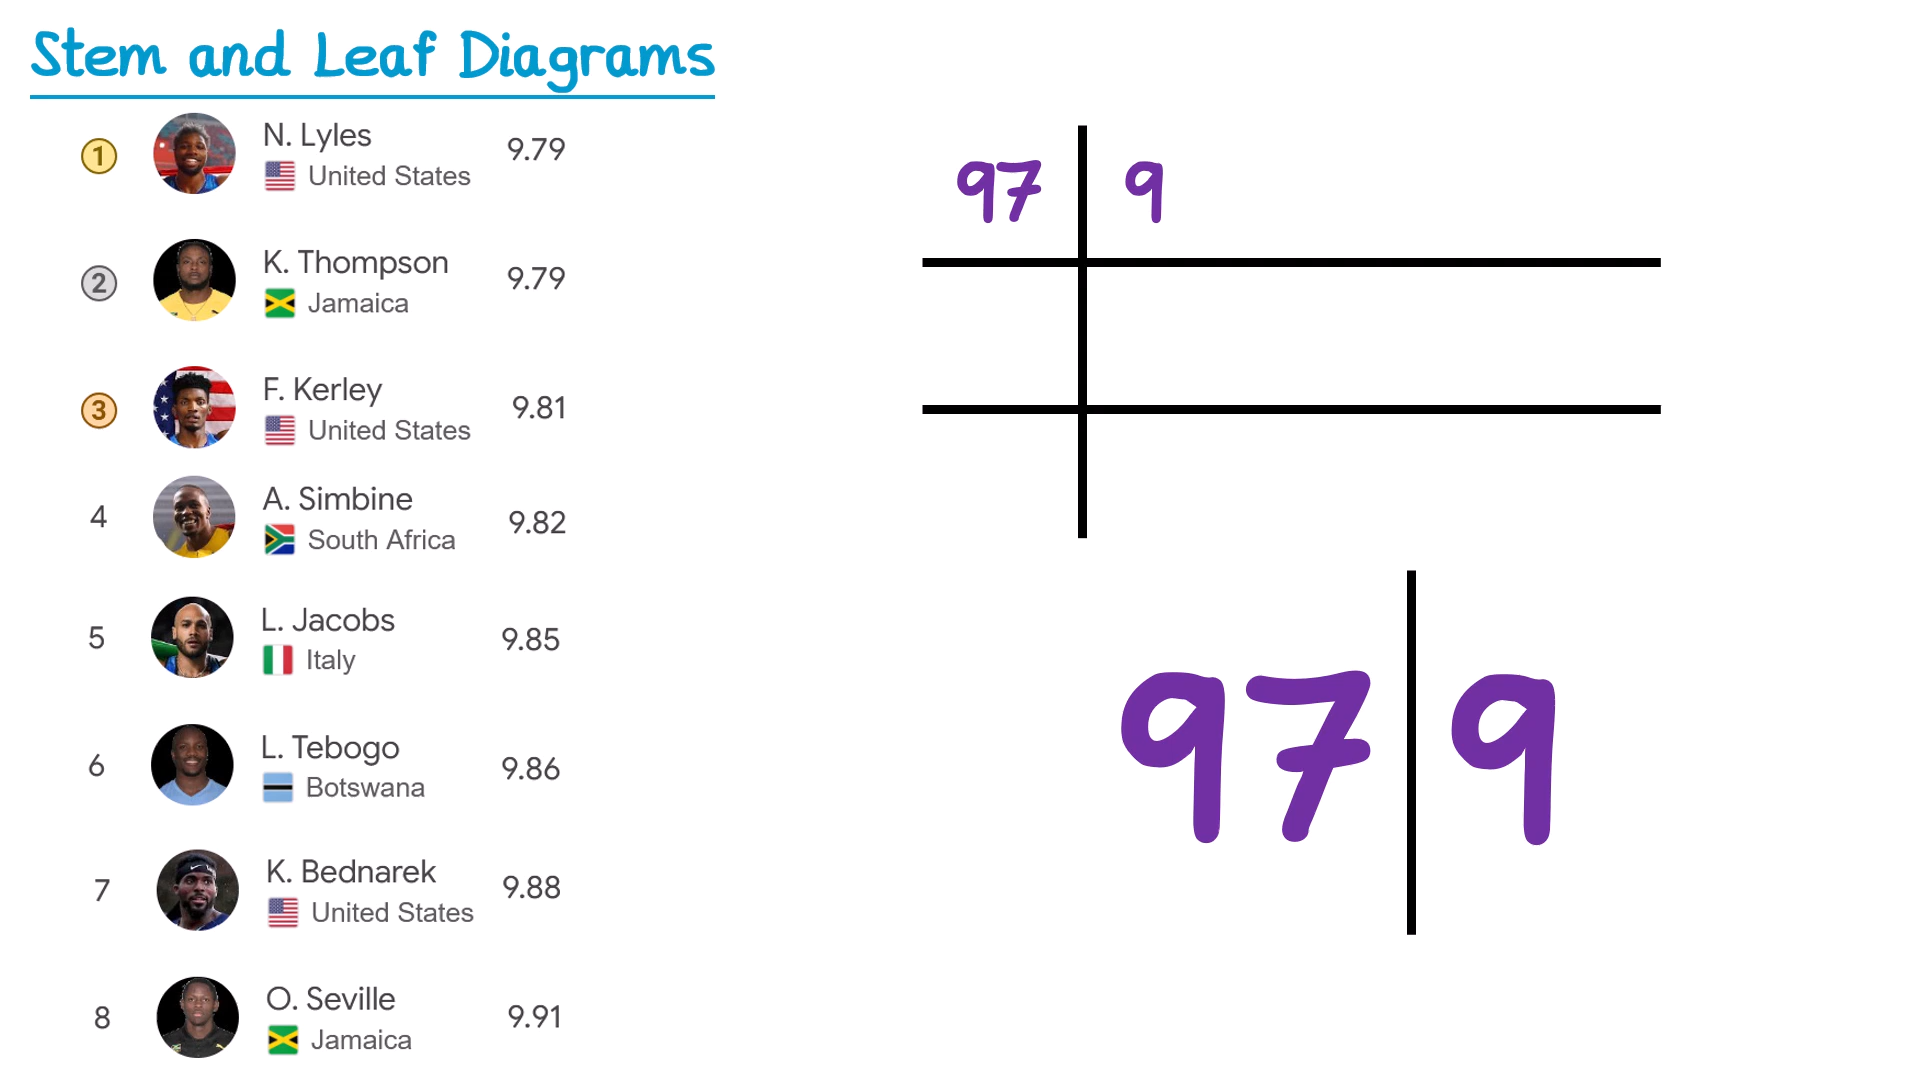 Stem and Leaf Diagrams
1 N. Lyles 9.79
United States
2 K. Thompson 9.79
Jamaica
3 F. Kerley 9.81
United States
4 A. Simbine 9.82
South Africa
5 L. Jacobs 9.85
Italy
6 L. Tebogo 9.86
Botswana
7 K. Bednarek 9.88
United States
8 O. Seville 9.91
Jamaica
97 9
97 9